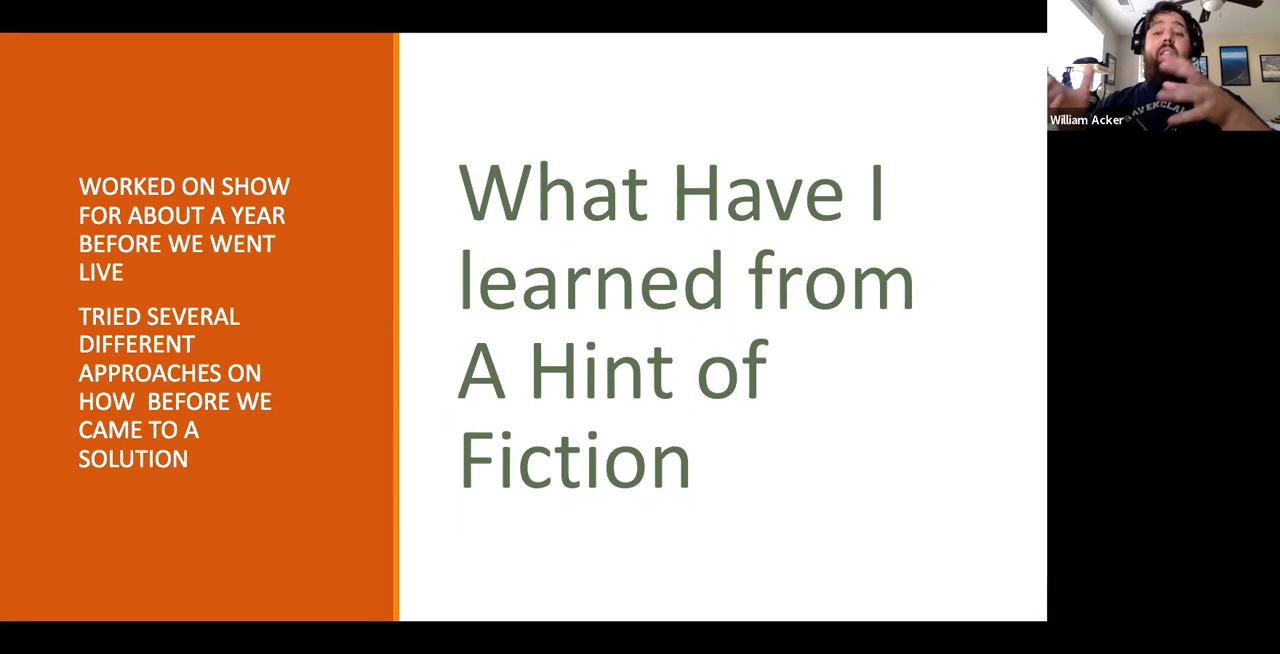 WORKED ON SHOW
FOR ABOUT A YEAR
BEFORE WE WENT
LIVE
TRIED SEVERAL
DIFFERENT
APPROACHES ON
HOW  BEFORE WE
CAME TO A
SOLUTION
What Have I
learned from
A Hint of
Fiction
AVENCLA
William Acker